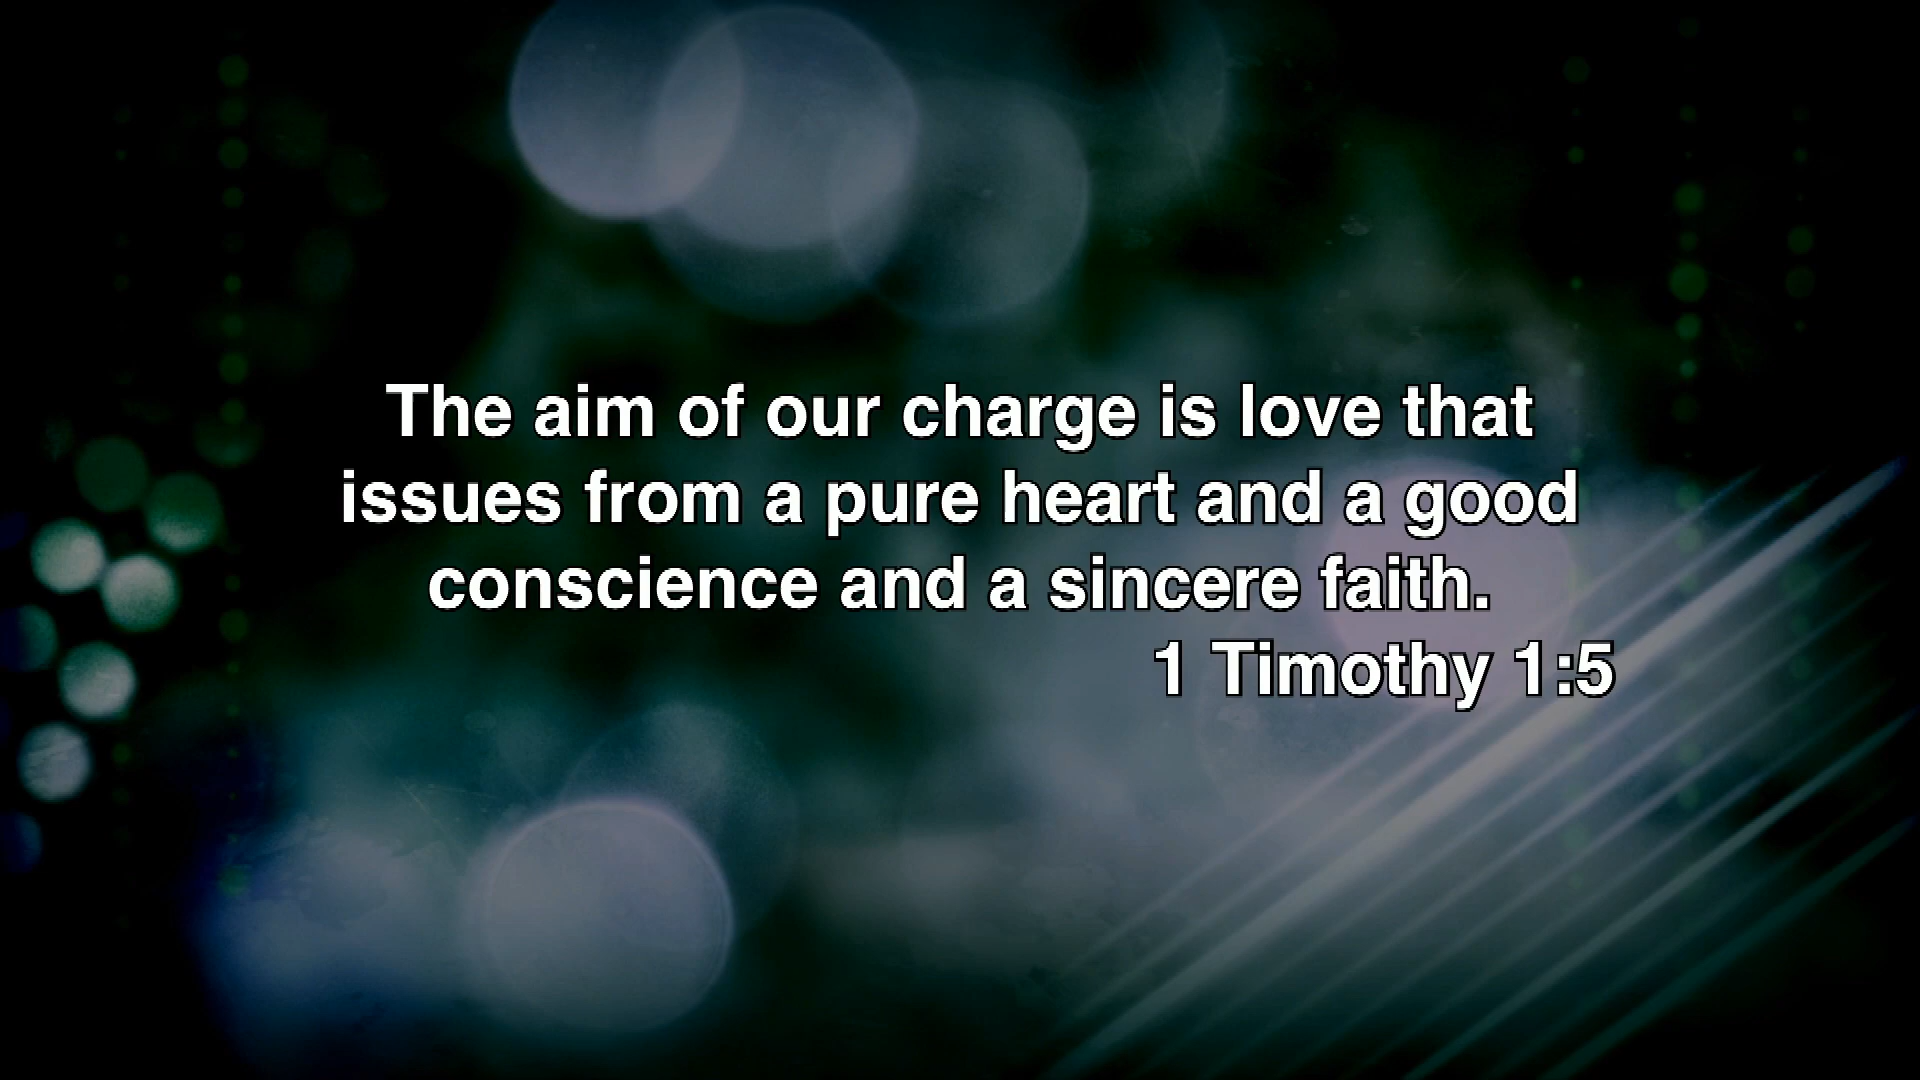 The aim of our charge is love that
issues from a pure heart and a good
conscience and a sincere faith.
1 Timothy 1:5